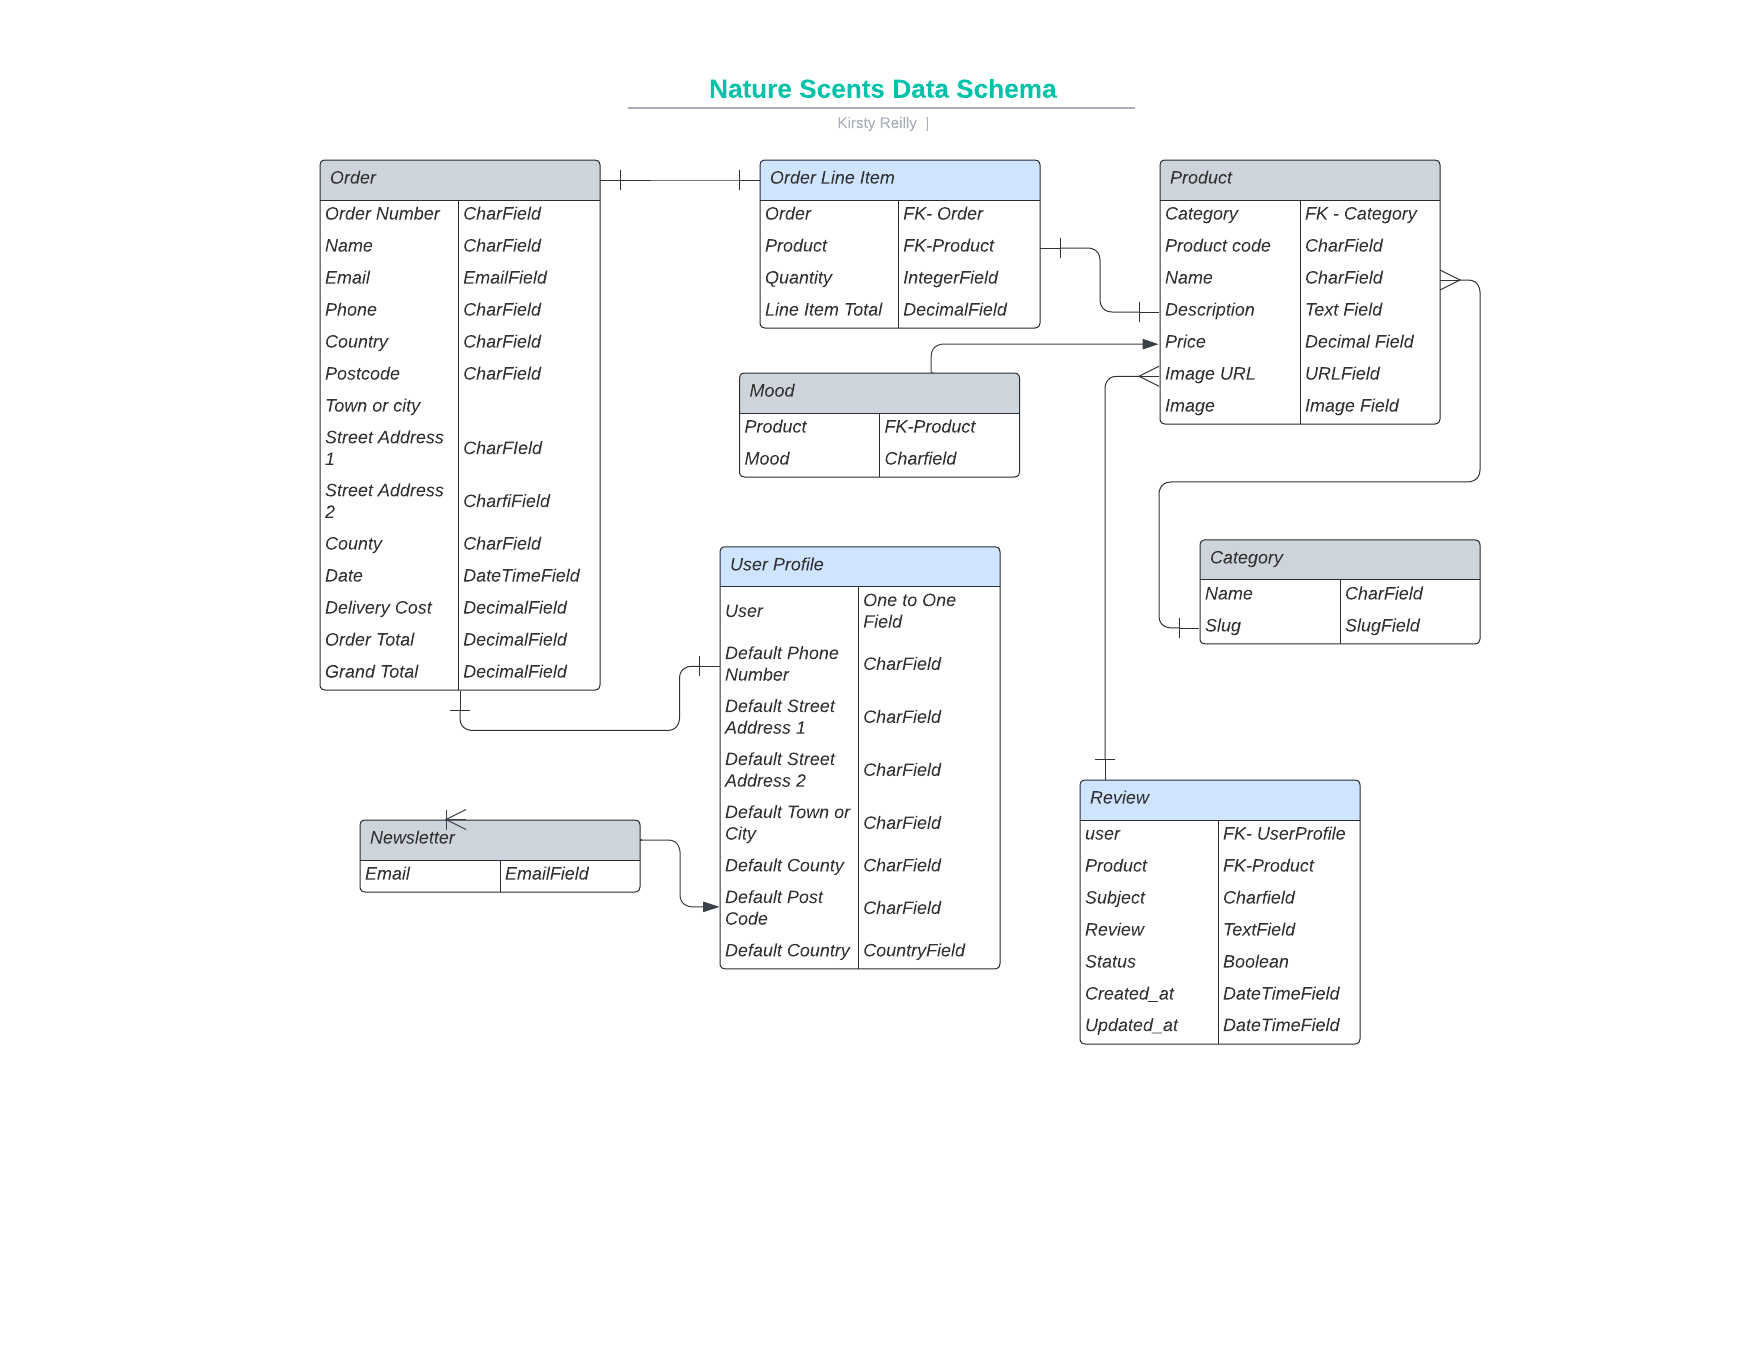 Nature Scents Data Schema
Kirsty Reilly |
Order
Order Number CharField
Name CharField
Email EmailField
Phone CharField
Country CharField
Postcode CharField
Town or city
Street Address
1
CharFIeld
Street Address
2
CharfiField
County CharField
Date DateTimeField
Delivery Cost DecimalField
Order Total DecimalField
Grand Total DecimalField
Order Line Item
Order FK- Order
Product FK-Product
Quantity IntegerField
Line Item Total DecimalField
Product
Category FK - Category
Product code CharField
Name CharField
Description Text Field
Price Decimal Field
Image URL URLField
Image Image Field
Mood
Product FK-Product
Mood Charfield
User Profile
User
One to One
Field
Default Phone
Number
CharField
Default Street
Address 1
CharField
Default Street
Address 2
CharField
Default Town or
City
CharField
Default County CharField
Default Post
Code
CharField
Default Country CountryField
Category
Name CharField
Slug SlugField
Newsletter
Email EmailField
Review
user FK- UserProfile
Product FK-Product
Subject Charfield
Review TextField
Status Boolean
Created_at DateTimeField
Updated_at DateTimeField